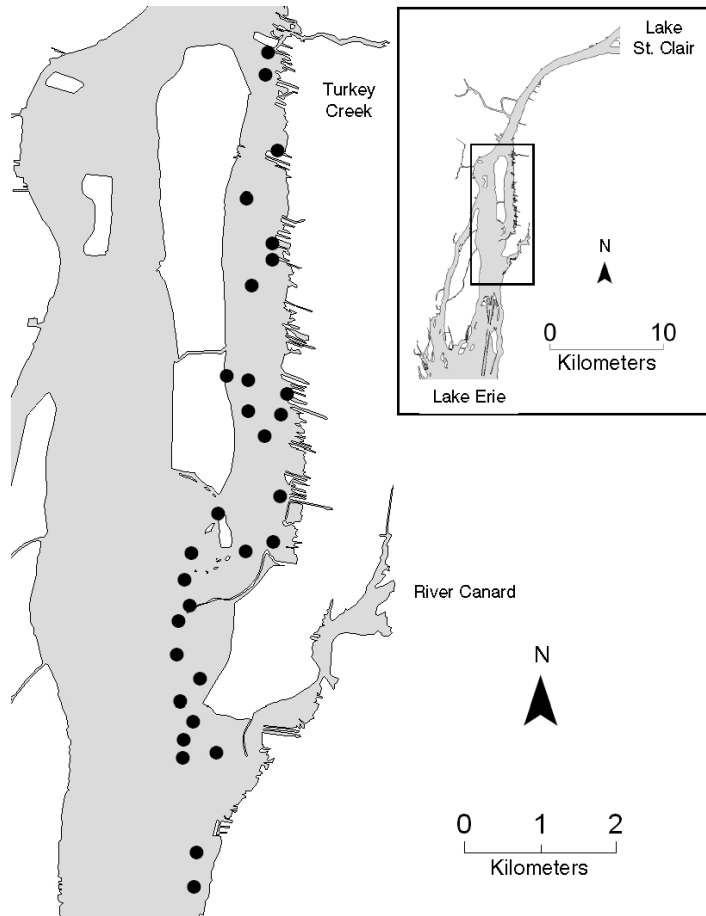 Turkey
Creek
Lake
St. Clair
N
0 10
Kilometers
Lake Erie
River Canard
N
0 1 2
Kilometers